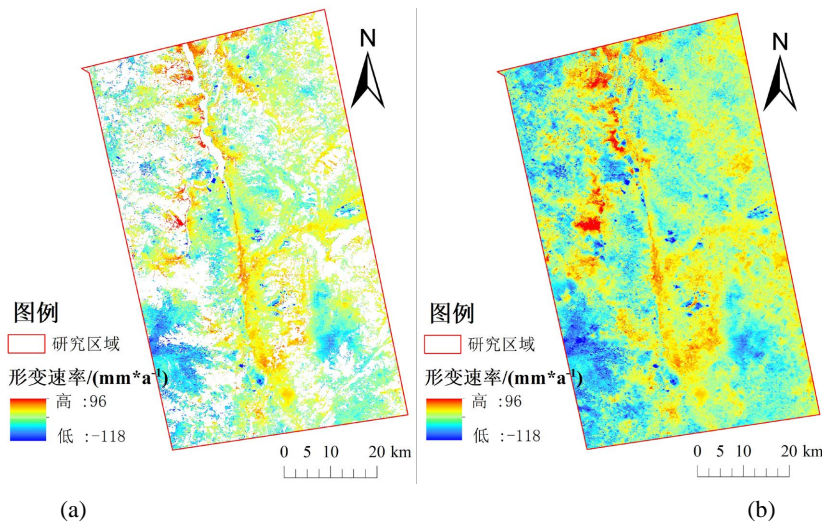 N
图例
研究区域
形变速率/(mm*a⁻¹)
高 :96
低 :-118
0 5 10 20 km
(a)
N
图例
研究区域
形变速率/(mm*a⁻¹)
高 :96
低 :-118
0 5 10 20 km
(b)